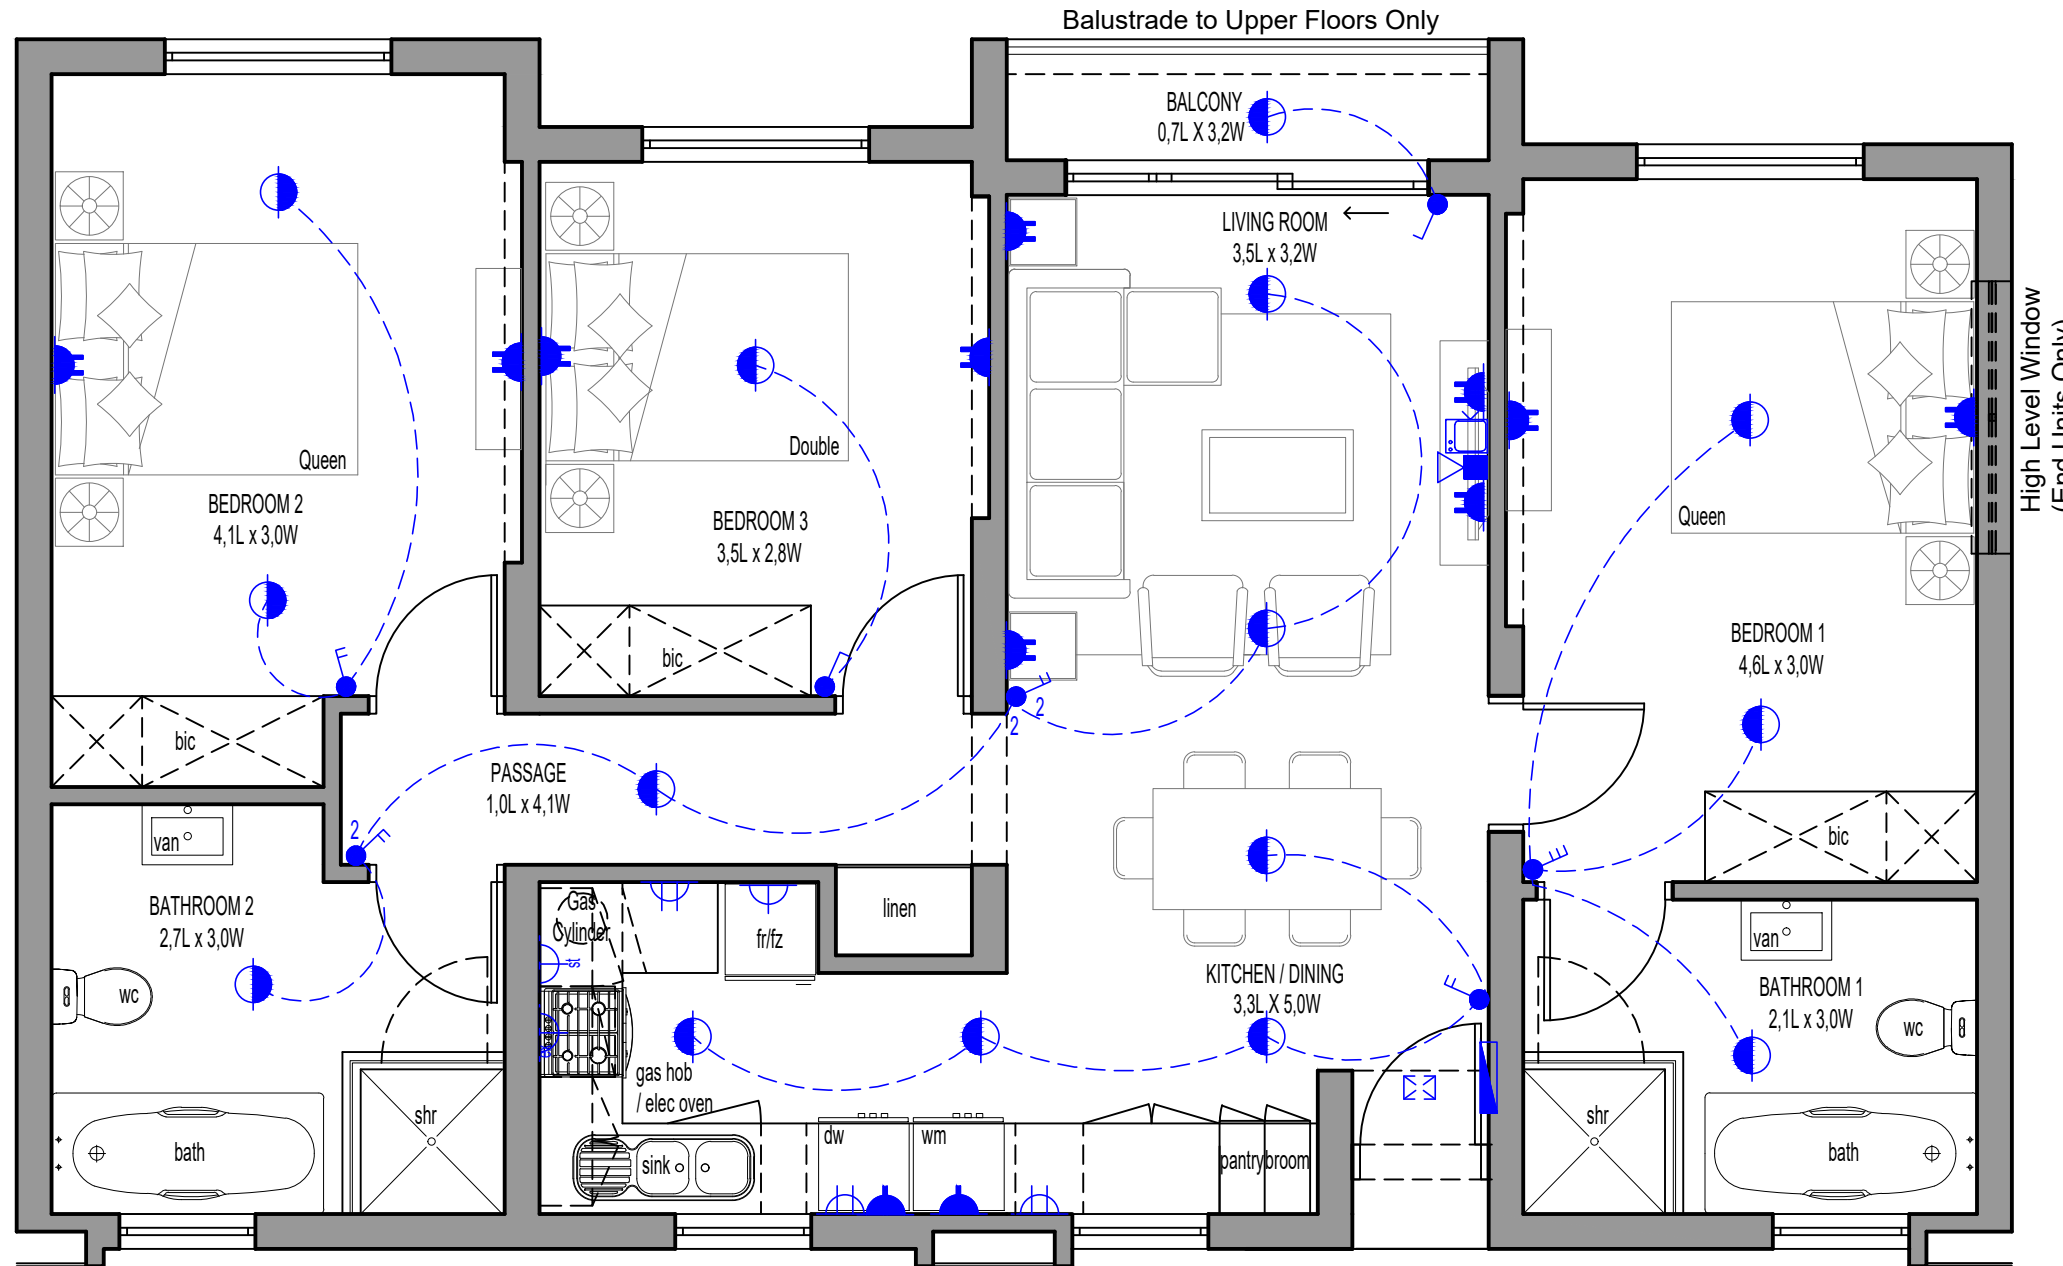 Balustrade to Upper Floors Only
BALCONY
0,7L X 3,2W
LIVING ROOM
3,5L x 3,2W
High Level Window
(End Units Only)
Queen
BEDROOM 2
4,1L x 3,0W
Double
BEDROOM 3
3,5L x 2,8W
Queen
BEDROOM 1
4,6L x 3,0W
bic
bic
2
2
PASSAGE
1,0L x 4,1W
2
van
bic
BATHROOM 2
2,7L x 3,0W
wc
Gas
Cylinder
st
fr/fz
linen
KITCHEN / DINING
3,3L X 5,0W
van
BATHROOM 1
2,1L x 3,0W
wc
gas hob
/ elec oven
shr
bath
sink
dw
wm
pantry
broom
shr
bath